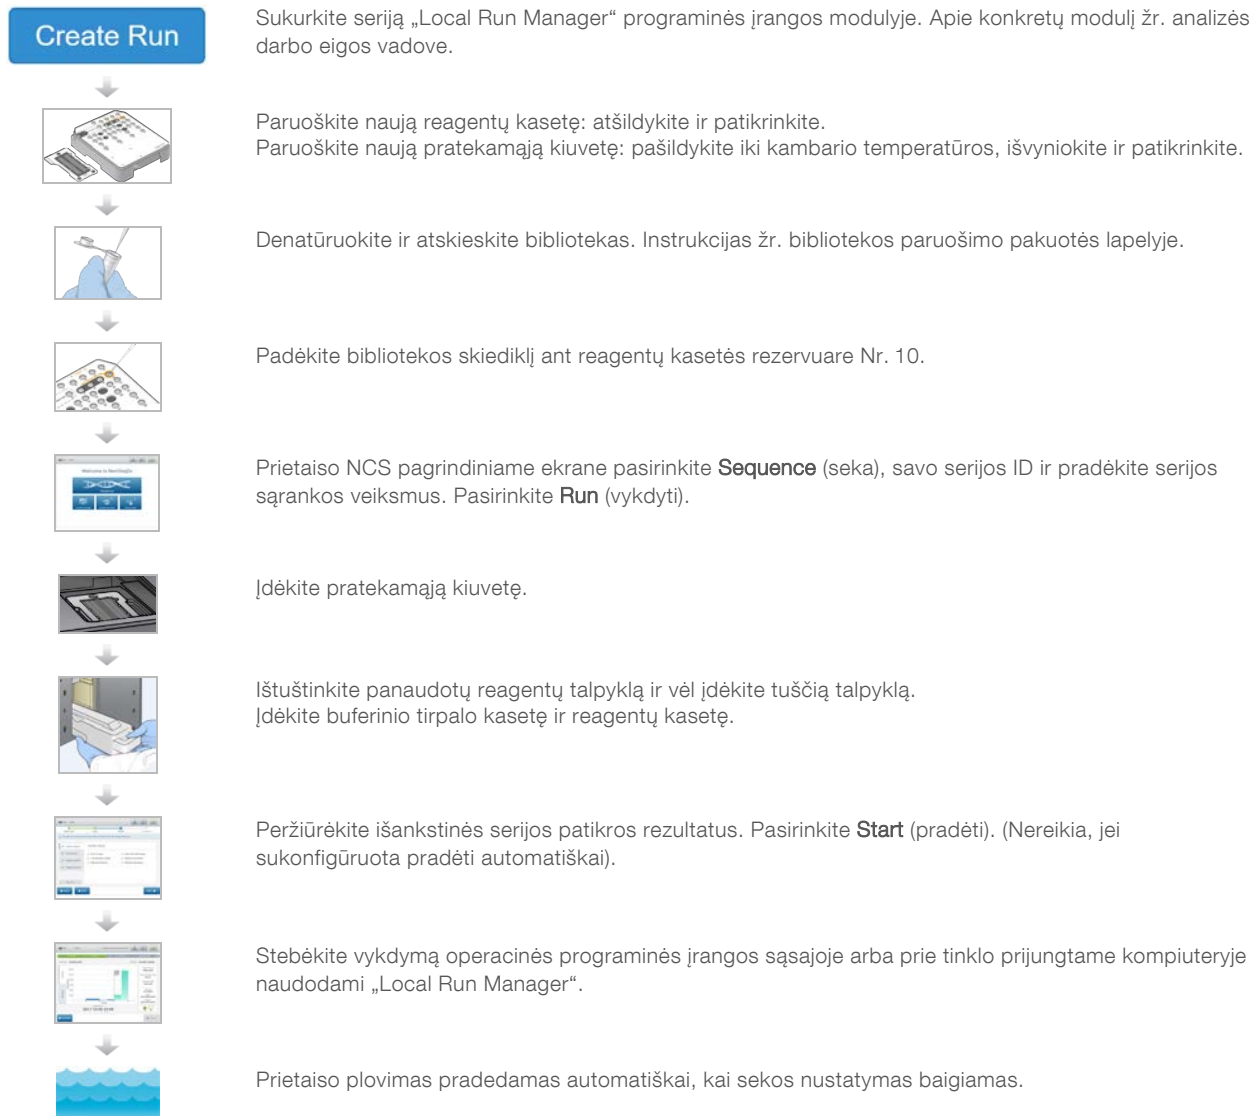 Create Run
Sukurkite seriją „Local Run Manager“ programinės įrangos modulyje. Apie konkretų modulį žr. analizės
darbo eigos vadove.
Paruoškite naują reagentų kasetę: atšildykite ir patikrinkite.
Paruoškite naują pratekamąją kiuvetę: pašildykite iki kambario temperatūros, išvyniokite ir patikrinkite.
Denatūruokite ir atskieskite bibliotekas. Instrukcijas žr. bibliotekos paruošimo pakuotės lapelyje.
Padėkite bibliotekos skiediklį ant reagentų kasetės rezervuare Nr. 10.
Prietaiso NCS pagrindiniame ekrane pasirinkite Sequence (seka), savo serijos ID ir pradėkite serijos
sąrankos veiksmus. Pasirinkite Run (vykdyti).
Įdėkite pratekamąją kiuvetę.
Ištuštinkite panaudotų reagentų talpyklą ir vėl įdėkite tuščią talpyklą.
Įdėkite buferinio tirpalo kasetę ir reagentų kasetę.
Peržiūrėkite išankstinės serijos patikros rezultatus. Pasirinkite Start (pradėti). (Nereikia, jei
sukonfigūruota pradėti automatiškai).
Stebėkite vykdymą operacinės programinės įrangos sąsajoje arba prie tinklo prijungtame kompiuteryje
naudodami „Local Run Manager“.
Prietaiso plovimas pradedamas automatiškai, kai sekos nustatymas baigiamas.